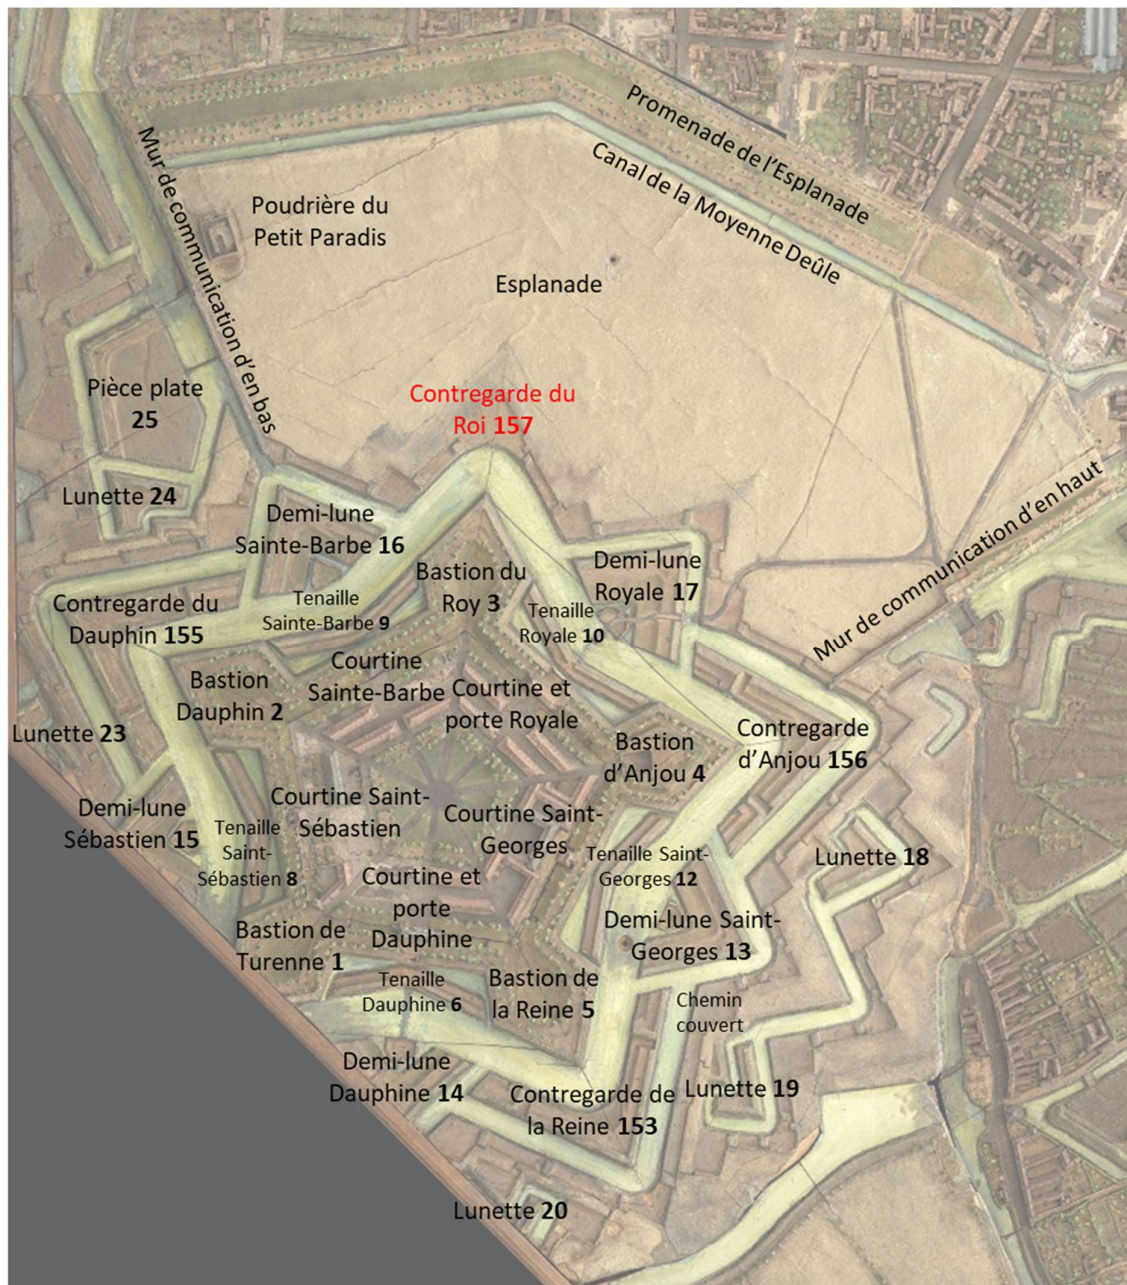 Promenade de l'Esplanade
Mur de communication d'en bas
Canal de la Moyenne Deûle
Poudrière du
Petit Paradis
Esplanade
Pièce plate
25
Contregarde du
Roi 157
Lunette 24
Mur de communication d'en haut
Demi-lune
Sainte-Barbe 16
Demi-lune
Royale 17
Bastion du
Roy 3
Contregarde du
Dauphin 155
Tenaille
Sainte-Barbe 9
Tenaille
Royale 10
Courtine
Sainte-Barbe
Bastion
Dauphin 2
Courtine et
porte Royale
Lunette 23
Bastion
d'Anjou 4
Contregarde
d'Anjou 156
Demi-lune
Sébastien 15
Courtine Saint-
Sébastien
Courtine Saint-
Georges
Tenaille
Saint-
Sébastien 8
Tenaille Saint-
Georges 12
Lunette 18
Courtine et
porte
Dauphine
Demi-lune Saint-
Georges 13
Bastion de
Turenne 1
Tenaille
Dauphine 6
Bastion de
la Reine 5
Chemin
couvert
Demi-lune
Dauphine 14
Contregarde de
la Reine 153
Lunette 19
Lunette 20